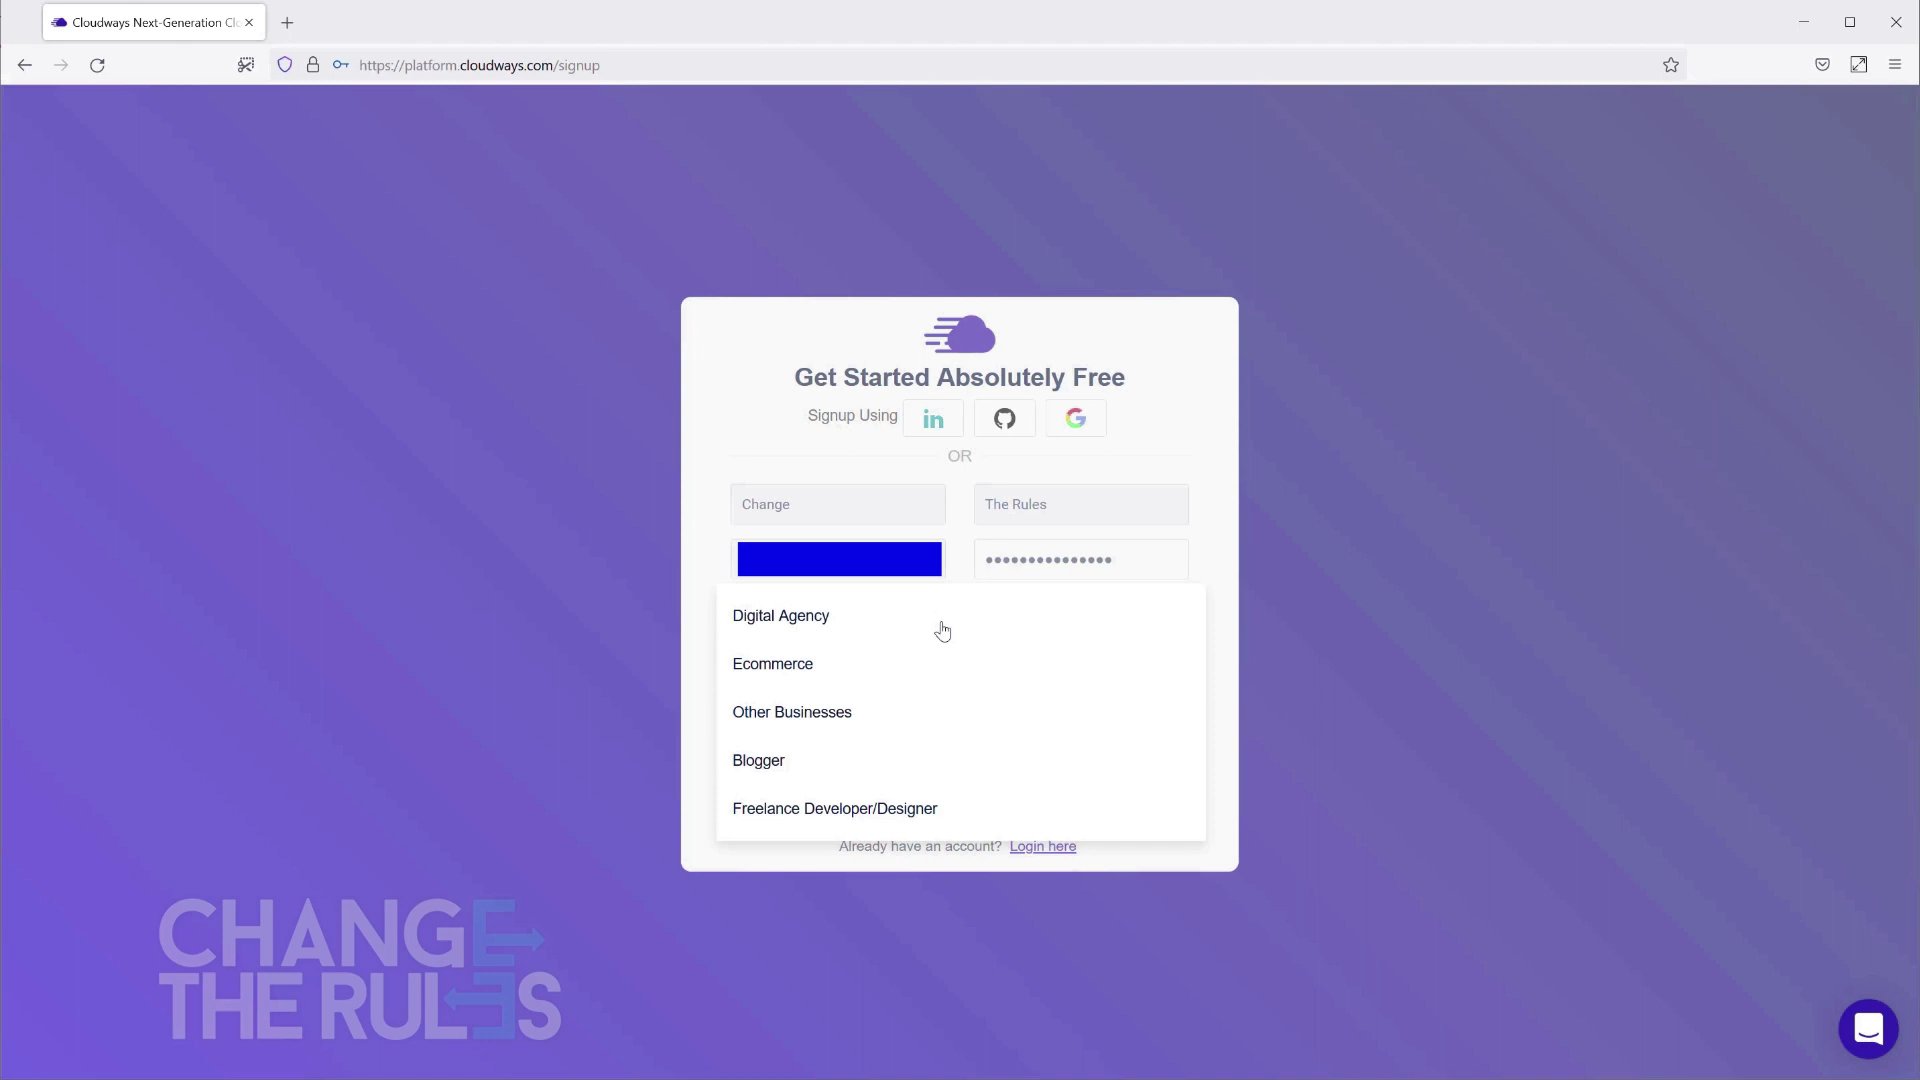 Cloudways Next-Generation Clo
https://platform.cloudways.com/signup
Get Started Absolutely Free
Signup Using in G
OR
Change The Rules
•••••••••••••••
Digital Agency
Ecommerce
Other Businesses
Blogger
Freelance Developer/Designer
Already have an account? Login here
CHANGE
THE RULES